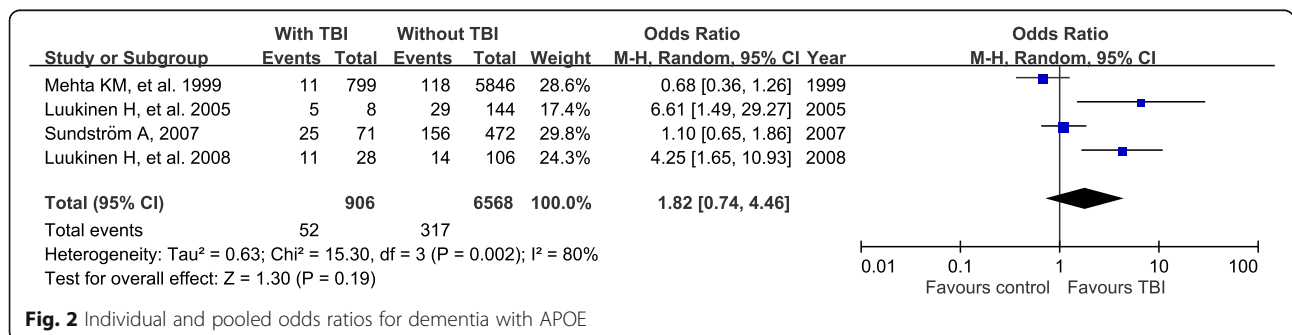 With TBI Without TBI Odds Ratio Odds Ratio
Study or Subgroup Events Total Events Total Weight M-H, Random, 95% CI Year M-H, Random, 95% CI
Mehta KM, et al. 1999 11 799 118 5846 28.6% 0.68 [0.36, 1.26] 1999
Luukinen H, et al. 2005 5 8 29 144 17.4% 6.61 [1.49, 29.27] 2005
Sundström A, 2007 25 71 156 472 29.8% 1.10 [0.65, 1.86] 2007
Luukinen H, et al. 2008 11 28 14 106 24.3% 4.25 [1.65, 10.93] 2008
Total (95% CI) 906 6568 100.0% 1.82 [0.74, 4.46]
Total events 52 317
Heterogeneity: Tau² = 0.63; Chi² = 15.30, df = 3 (P = 0.002); I² = 80%
Test for overall effect: Z = 1.30 (P = 0.19)
0.01 0.1 1 10 100
Favours control Favours TBI
Fig. 2 Individual and pooled odds ratios for dementia with APOE